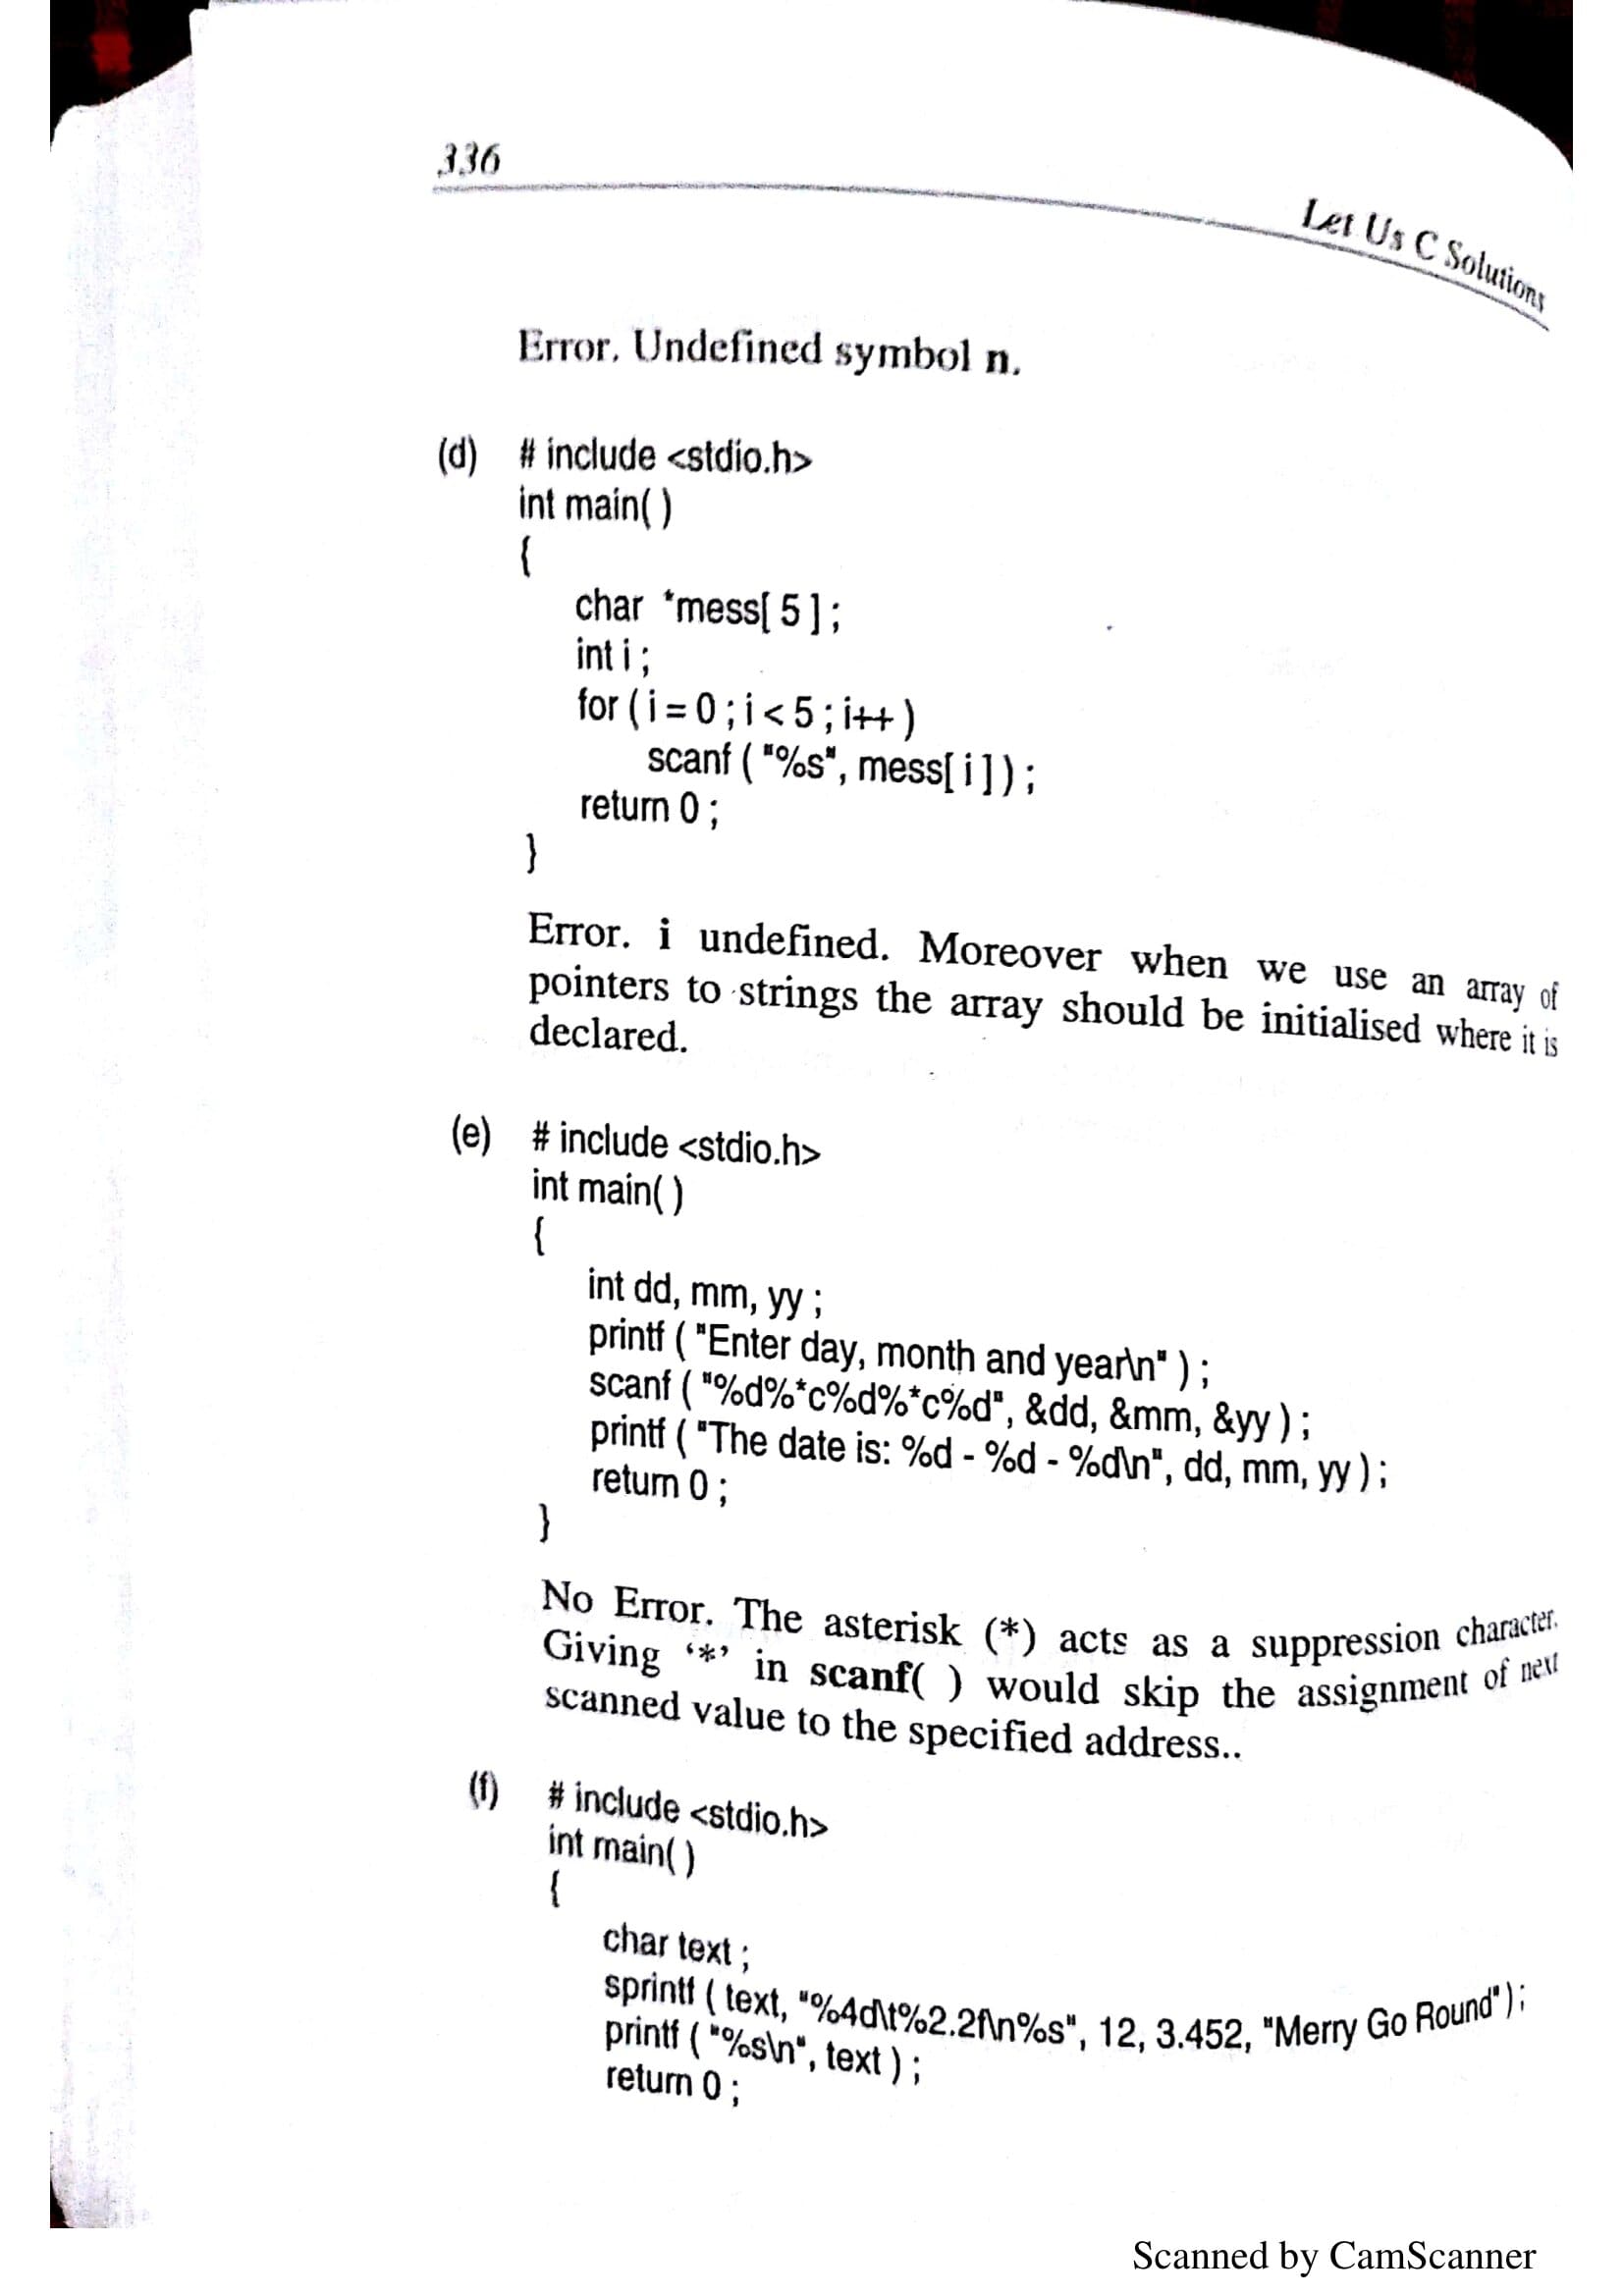 336
Let Us C Solutions
Error. Undefined symbol n.
(d) # include <stdio.h>
int main( )
{
char *mess[ 5 ] ;
int i ;
for ( i = 0 ; i < 5 ; i++ )
scanf ( "%s", mess[ i ] ) ;
return 0 ;
}
Error. i undefined. Moreover when we use an array of
pointers to strings the array should be initialised where it is
declared.
(e) # include <stdio.h>
int main( )
{
int dd, mm, yy ;
printf ( "Enter day, month and year\n" ) ;
scanf ( "%d%*c%d%*c%d", &dd, &mm, &yy ) ;
printf ( "The date is: %d - %d - %d\n", dd, mm, yy ) ;
return 0 ;
}
No Error. The asterisk (*) acts as a suppression character.
Giving ‘*’ in scanf( ) would skip the assignment of next
scanned value to the specified address..
(f) # include <stdio.h>
int main( )
{
char text ;
sprintf ( text, "%4d\t%2.2f\n%s", 12, 3.452, "Merry Go Round" ) ;
printf ( "%s\n", text ) ;
return 0 ;
Scanned by CamScanner